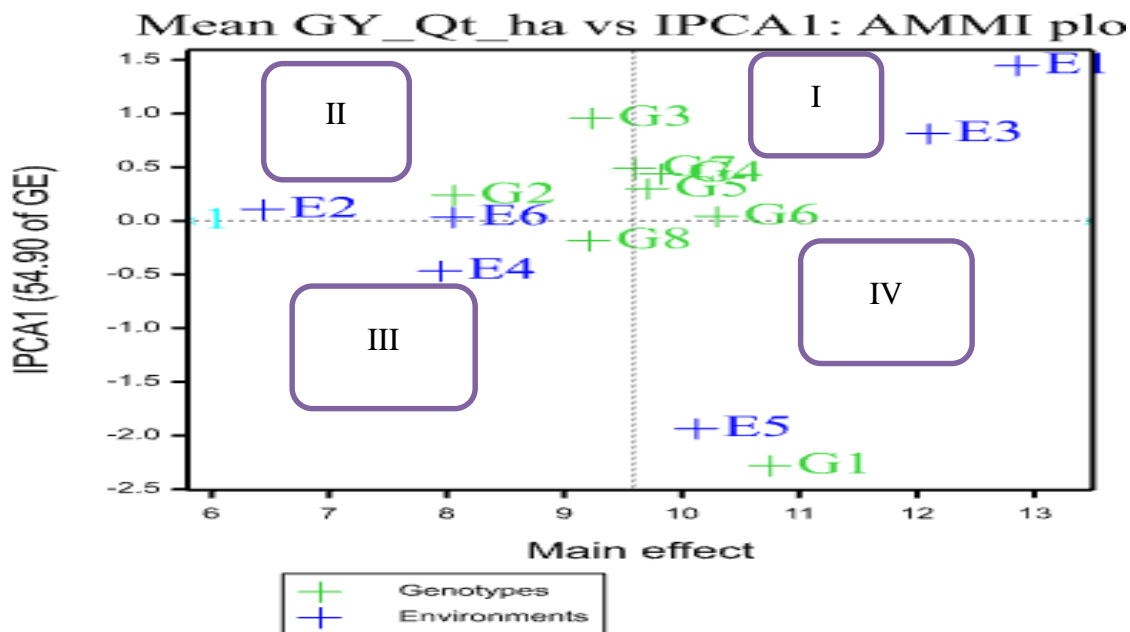 Mean GY_Qt_ha vs IPCA1: AMMI plo
1.5
1.0
0.5
0.0
-0.5
-1.0
-1.5
-2.0
-2.5
IPCA1 (54.90 of GE)
II
I
III
IV
E1
E3
G3
G7
G4
G5
G2
E2
E6
G6
1
G8
E4
E5
G1
6 7 8 9 10 11 12 13
Main effect
Genotypes
Environments